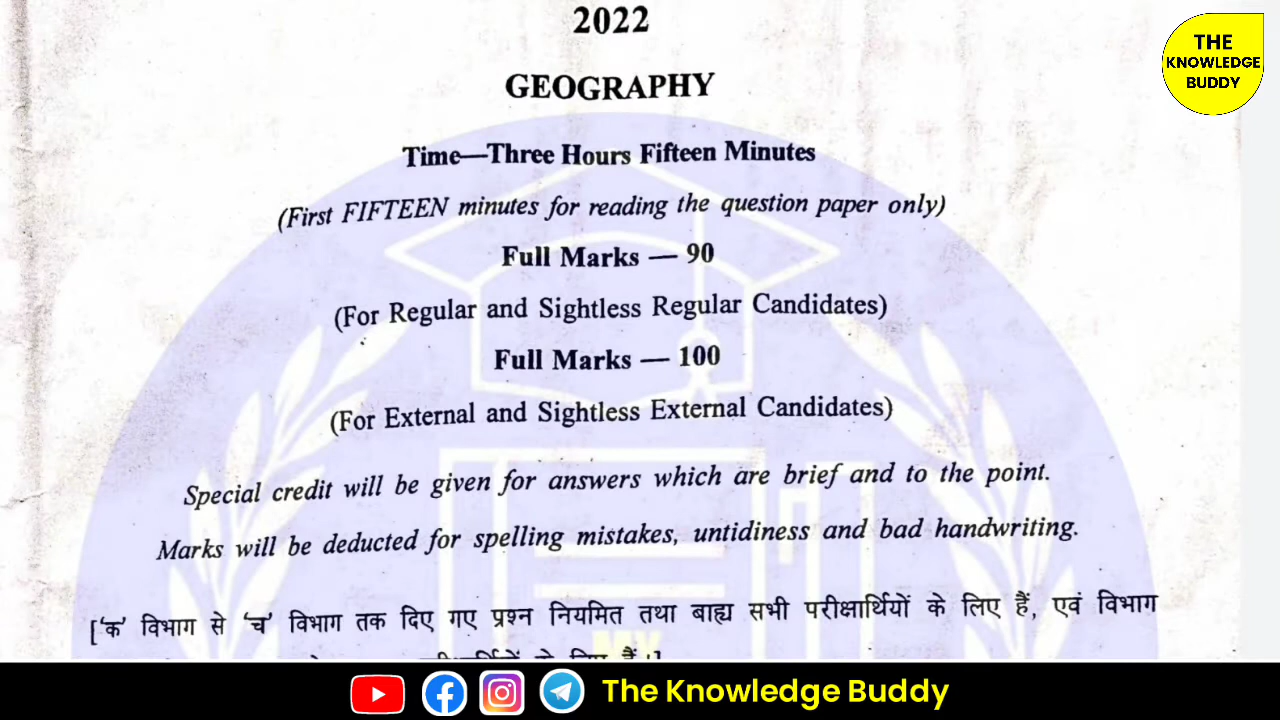 2022
THE
KNOWLEDGE
BUDDY
GEOGRAPHY
Time—Three Hours Fifteen Minutes
(First FIFTEEN minutes for reading the question paper only)
Full Marks — 90
(For Regular and Sightless Regular Candidates)
Full Marks — 100
(For External and Sightless External Candidates)
Special credit will be given for answers which are brief and to the point.
Marks will be deducted for spelling mistakes, untidiness and bad handwriting.
['क' विभाग से 'च' विभाग तक दिए गए प्रश्न नियमित तथा बाह्य सभी परीक्षार्थियों के लिए हैं, एवं विभाग
The Knowledge Buddy